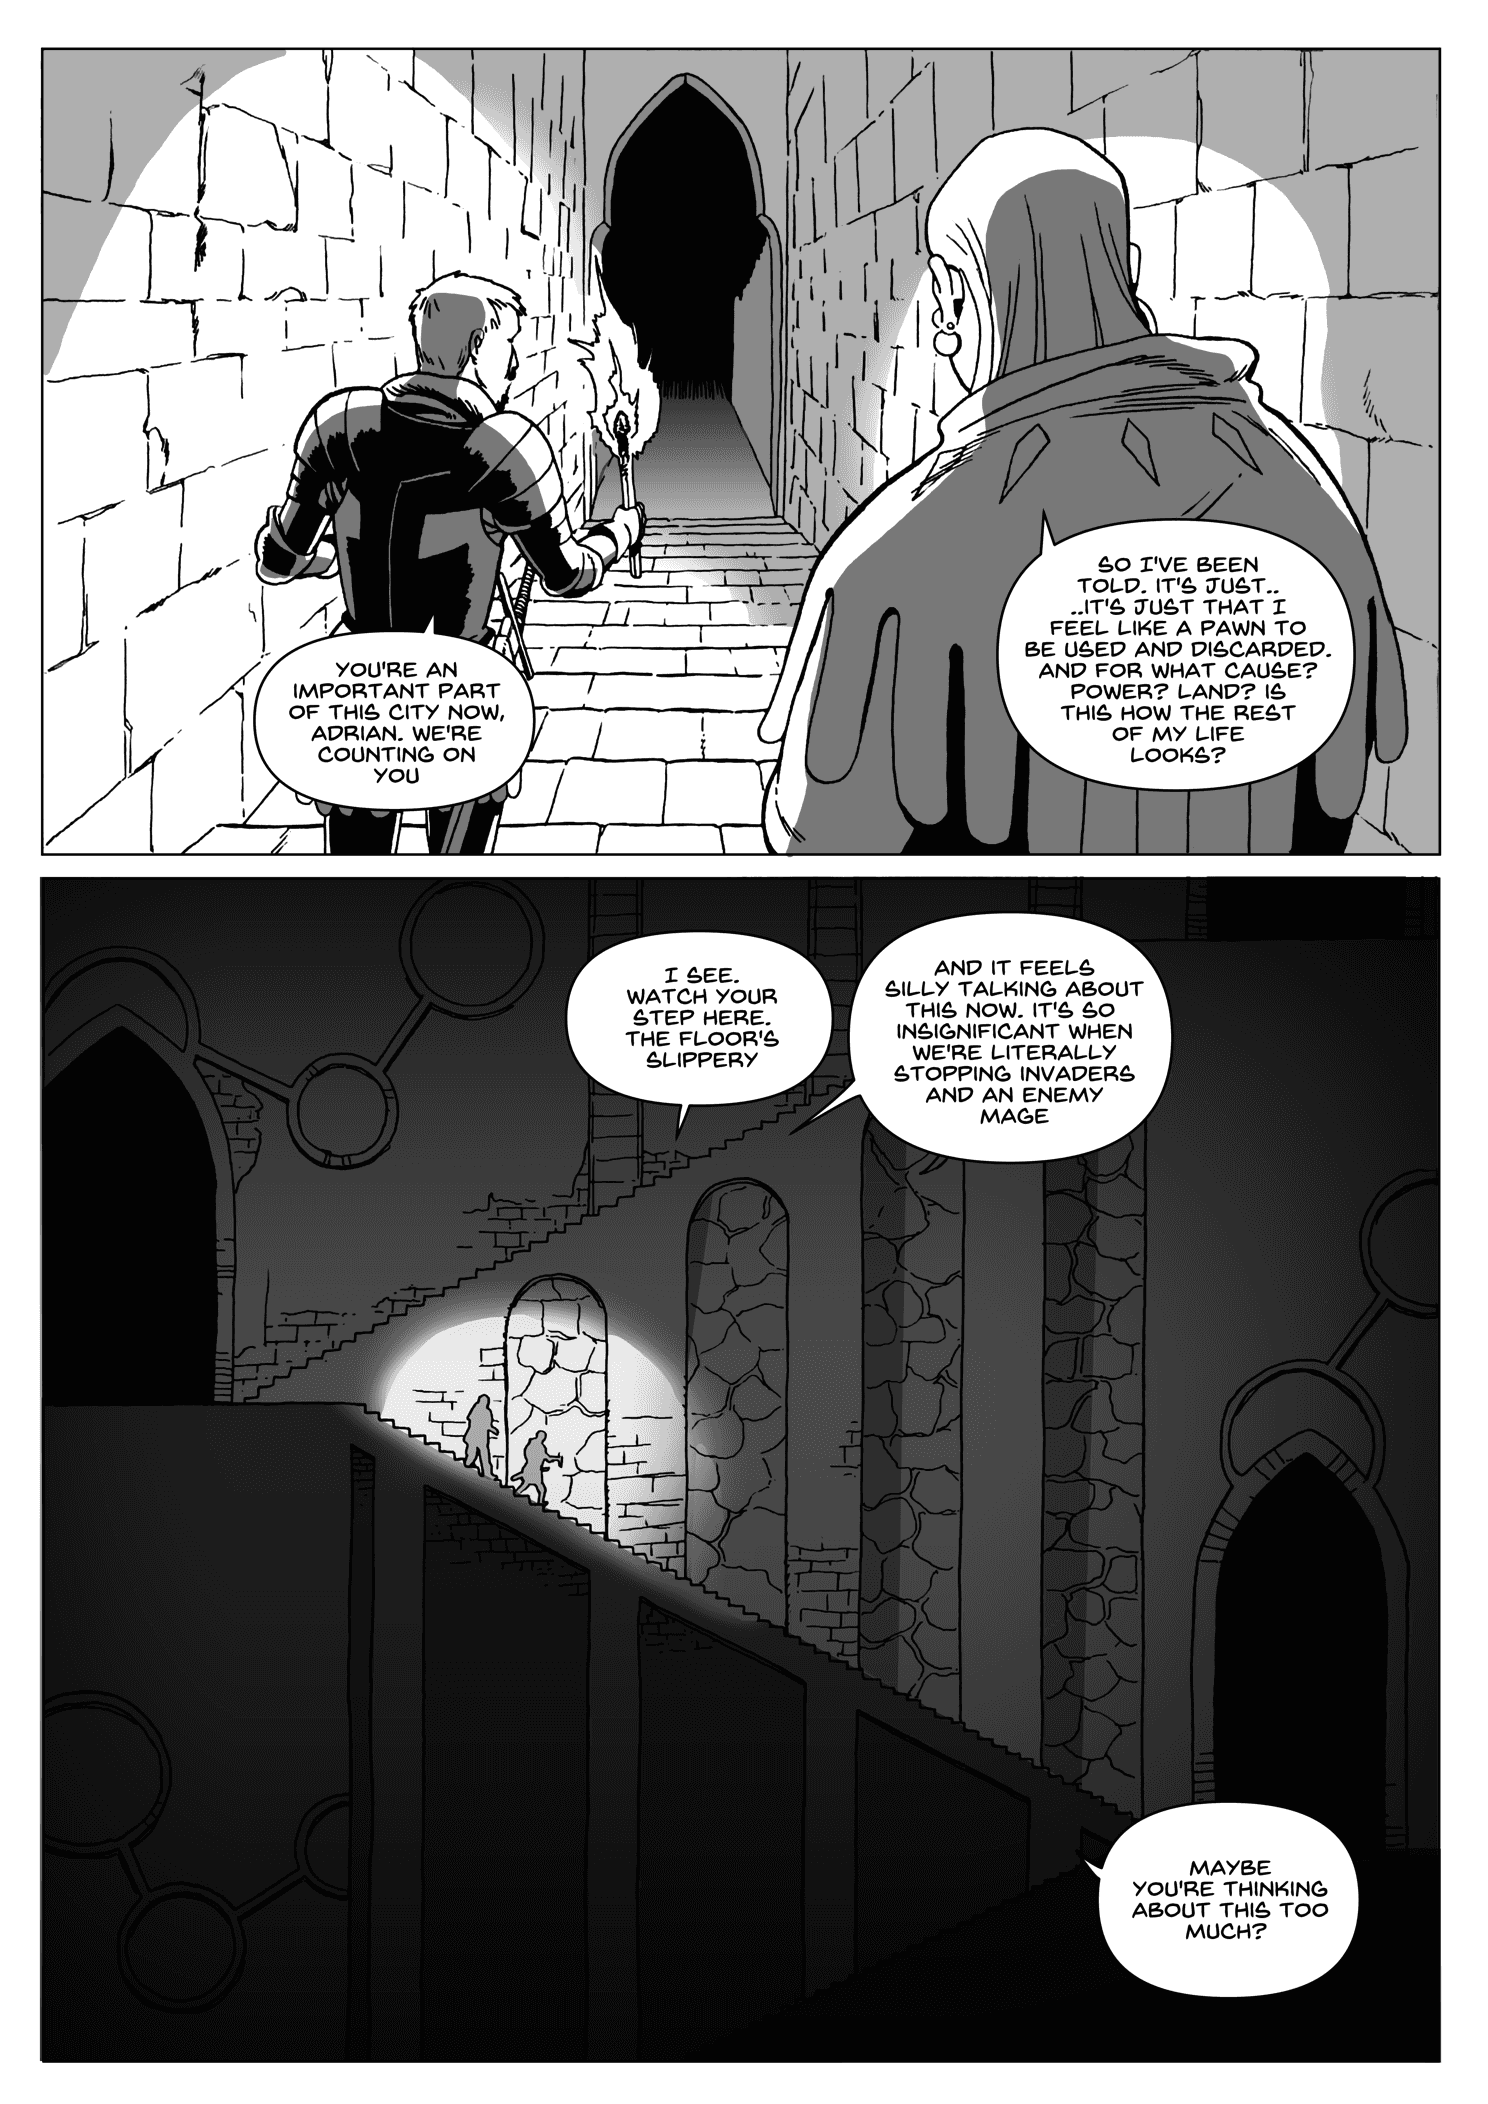 YOU'RE AN
IMPORTANT PART
OF THIS CITY NOW,
ADRIAN. WE'RE
COUNTING ON
YOU
SO I'VE BEEN
TOLD. IT'S JUST..
..IT'S JUST THAT I
FEEL LIKE A PAWN TO
BE USED AND DISCARDED.
AND FOR WHAT CAUSE?
POWER? LAND? IS
THIS HOW THE REST
OF MY LIFE
LOOKS?
I SEE.
WATCH YOUR
STEP HERE.
THE FLOOR'S
SLIPPERY
AND IT FEELS
SILLY TALKING ABOUT
THIS NOW. IT'S SO
INSIGNIFICANT WHEN
WE'RE LITERALLY
STOPPING INVADERS
AND AN ENEMY
MAGE
MAYBE
YOU'RE THINKING
ABOUT THIS TOO
MUCH?